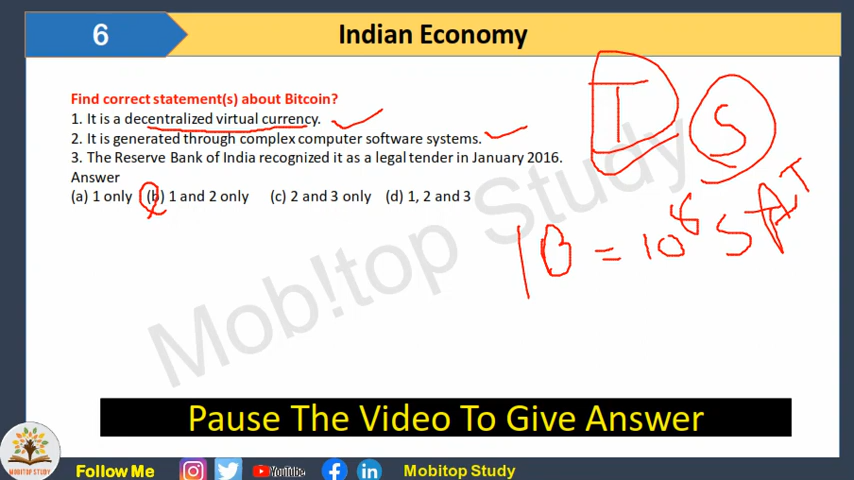 6
Indian Economy
Find correct statement(s) about Bitcoin?
1. It is a decentralized virtual currency.
2. It is generated through complex computer software systems.
3. The Reserve Bank of India recognized it as a legal tender in January 2016.
Answer
(a) 1 only (b) 1 and 2 only (c) 2 and 3 only (d) 1, 2 and 3
S
1B = 10
Mob!top Study
Pause The Video To Give Answer
MOBITOP STUDY
Follow Me YouTube Mobitop Study